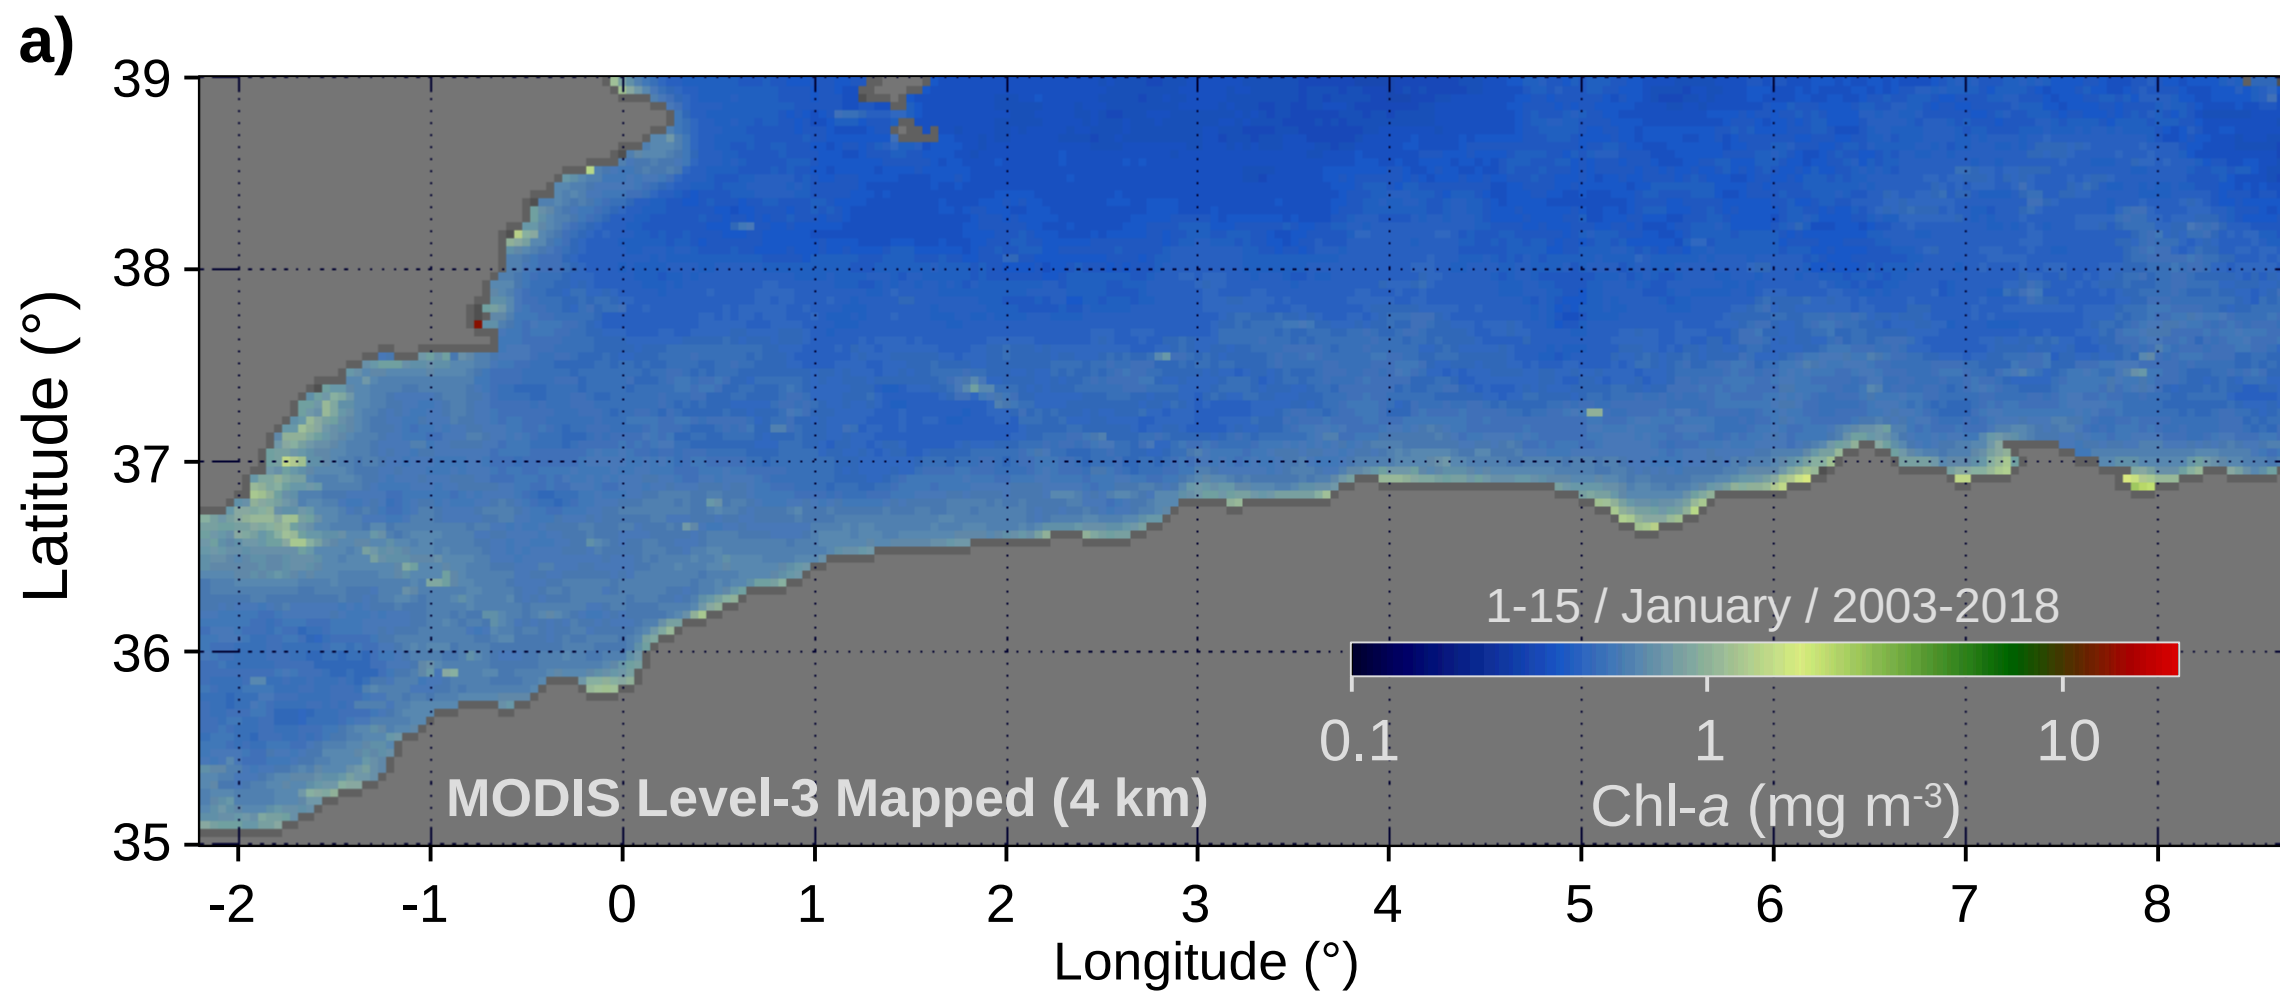 a)
39
38
37
36
35
Latitude (°)
1-15 / January / 2003-2018
0.1 1 10
MODIS Level-3 Mapped (4 km)
Chl-a (mg m-3)
-2 -1 0 1 2 3 4 5 6 7 8
Longitude (°)